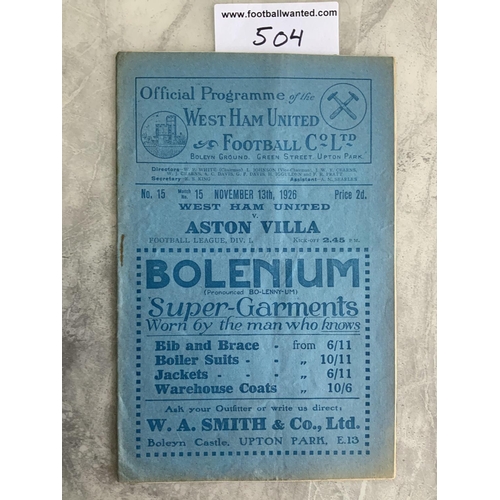 www.footballwanted.com
504
Official Programme of the
WEST HAM UNITED
FOOTBALL CO. LTD
BOLEYN GROUND, GREEN STREET, UPTON PARK.
No. 15 Match No. 15 NOVEMBER 13th, 1926 Price 2d.
WEST HAM UNITED
v.
ASTON VILLA
FOOTBALL LEAGUE, DIV. I. KICK-OFF 2.45 P.M.
BOLENIUM
(Pronounced BO-LENNY-UM)
Super-Garments
Worn by the man who knows
Bib and Brace - from 6/11
Boiler Suits - - „ 10/11
Jackets - - - „ 6/11
Warehouse Coats „ 10/6
Ask your Outfitter or write us direct;
W. A. SMITH & Co., Ltd.
Boleyn Castle, UPTON PARK, E.13